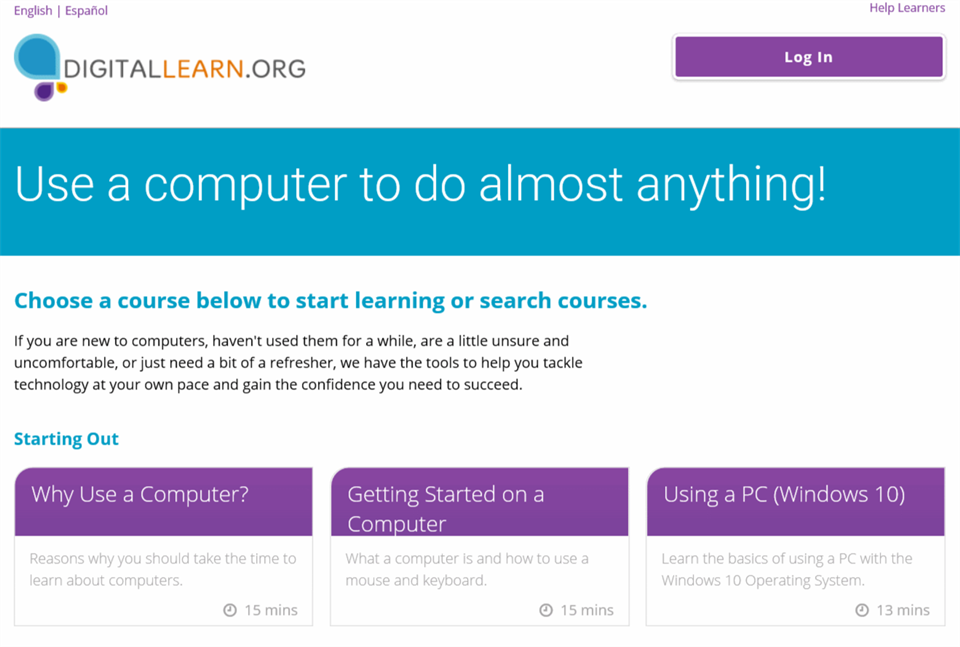 English | Español
Help Learners
DIGITALLEARN.ORG
Log In
Use a computer to do almost anything!
Choose a course below to start learning or search courses.
If you are new to computers, haven't used them for a while, are a little unsure and
uncomfortable, or just need a bit of a refresher, we have the tools to help you tackle
technology at your own pace and gain the confidence you need to succeed.
Starting Out
Why Use a Computer?
Reasons why you should take the time to
learn about computers.
15 mins
Getting Started on a
Computer
What a computer is and how to use a
mouse and keyboard.
15 mins
Using a PC (Windows 10)
Learn the basics of using a PC with the
Windows 10 Operating System.
13 mins